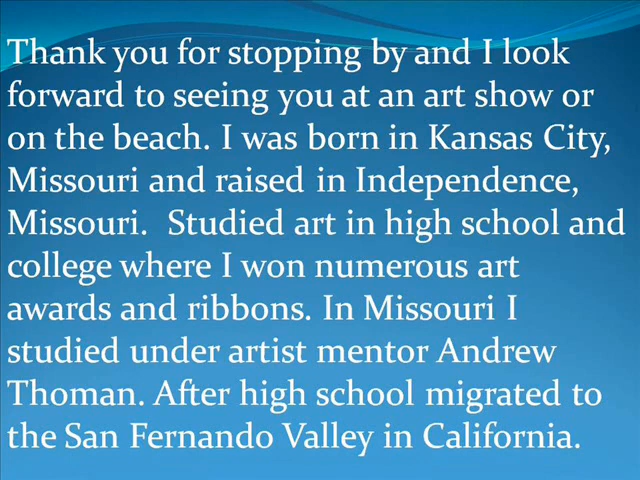 Thank you for stopping by and I look
forward to seeing you at an art show or
on the beach. I was born in Kansas City,
Missouri and raised in Independence,
Missouri.  Studied art in high school and
college where I won numerous art
awards and ribbons. In Missouri I
studied under artist mentor Andrew
Thoman. After high school migrated to
the San Fernando Valley in California.